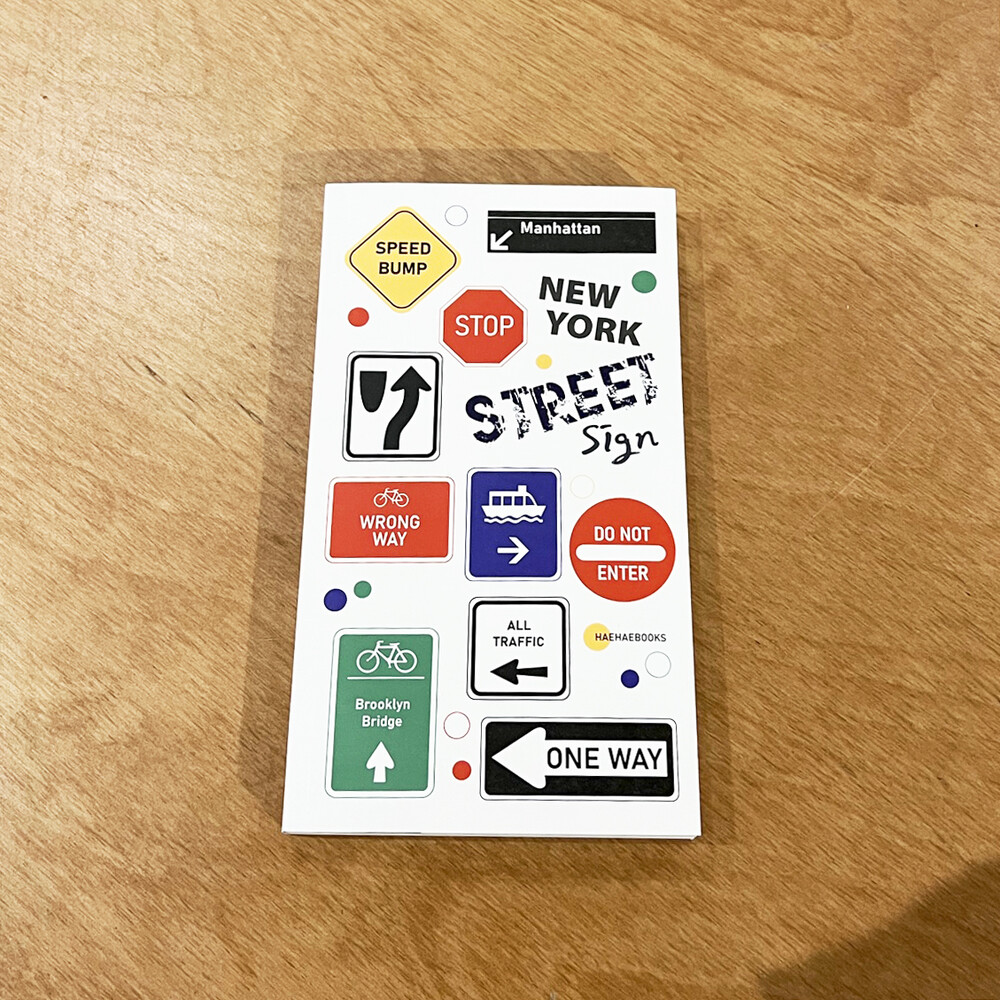 SPEED
BUMP
Manhattan
NEW
YORK
STOP
STREET
Sign
WRONG
WAY
DO NOT
ENTER
ALL
TRAFFIC
HAEHAEBOOKS
Brooklyn
Bridge
ONE WAY